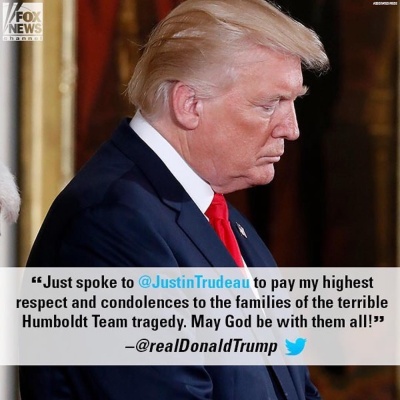 FOX
NEWS
channel
“Just spoke to @JustinTrudeau to pay my highest
respect and condolences to the families of the terrible
Humboldt Team tragedy. May God be with them all!”
–@realDonaldTrump